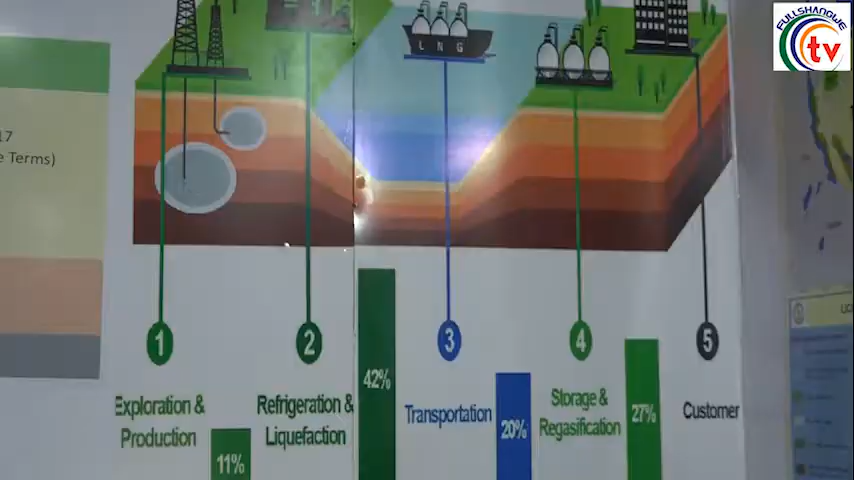 FULLSHANGWE
tv
17
e Terms)
LNG
1
2
3
4
5
Exploration &
Production
11%
Refrigeration &
Liquefaction
42%
Transportation
20%
Storage &
Regasification
27%
Customer